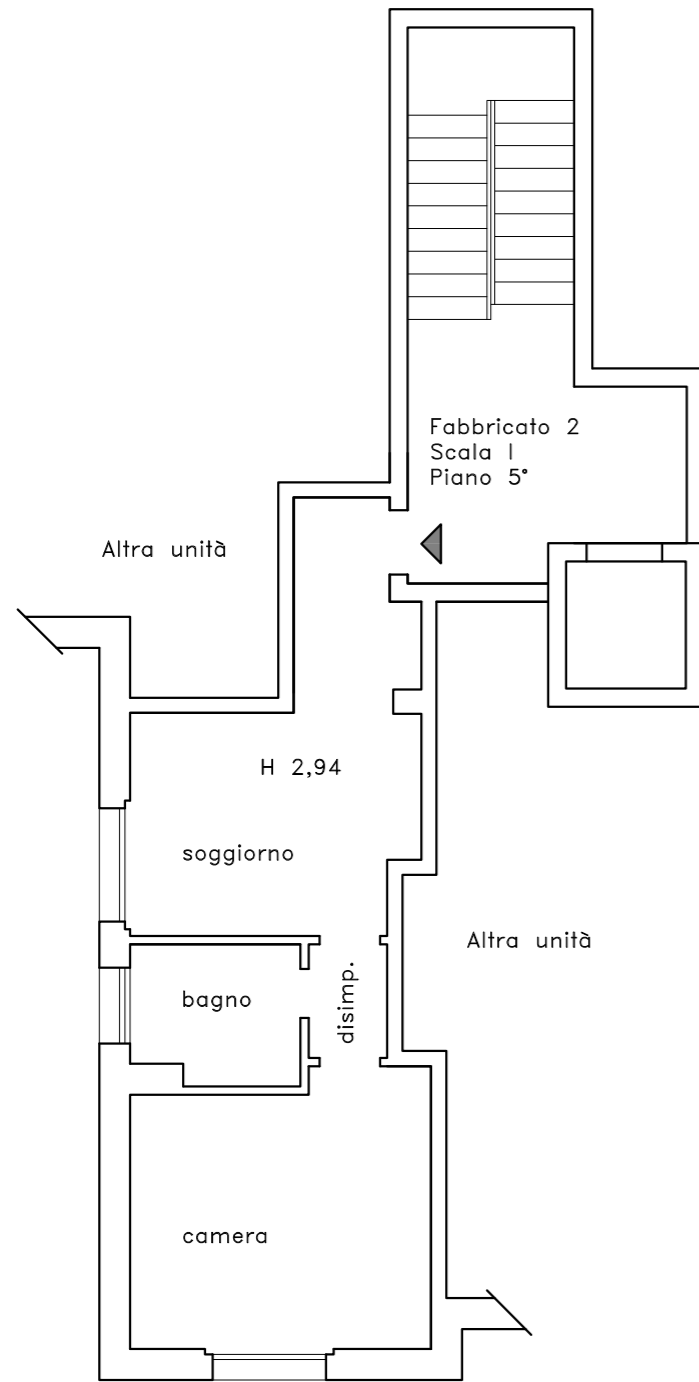 Fabbricato 2
Scala I
Piano 5°
Altra unità
H 2,94
soggiorno
Altra unità
bagno
disimp.
camera